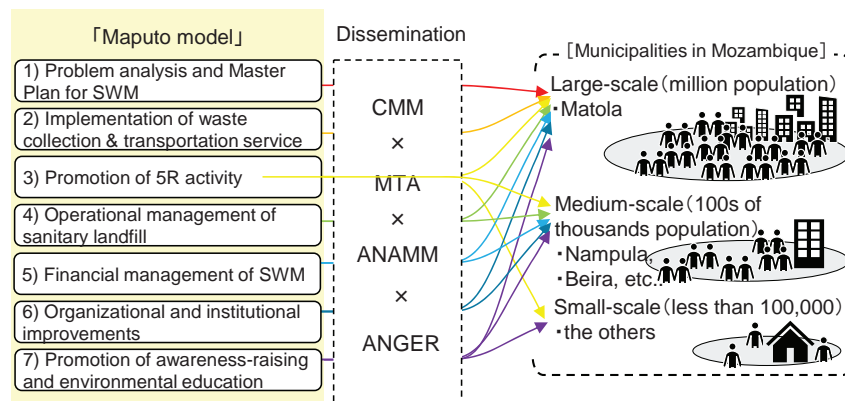 「Maputo model」
1) Problem analysis and Master
Plan for SWM
2) Implementation of waste
collection & transportation service
3) Promotion of 5R activity
4) Operational management of
sanitary landfill
5) Financial management of SWM
6) Organizational and institutional
improvements
7) Promotion of awareness-raising
and environmental education
Dissemination
CMM
×
MTA
×
ANAMM
×
ANGER
[Municipalities in Mozambique]
Large-scale(million population)
・Matola
Medium-scale(100s of
thousands population)
・Nampula,
・Beira, etc..
Small-scale(less than 100,000)
・the others